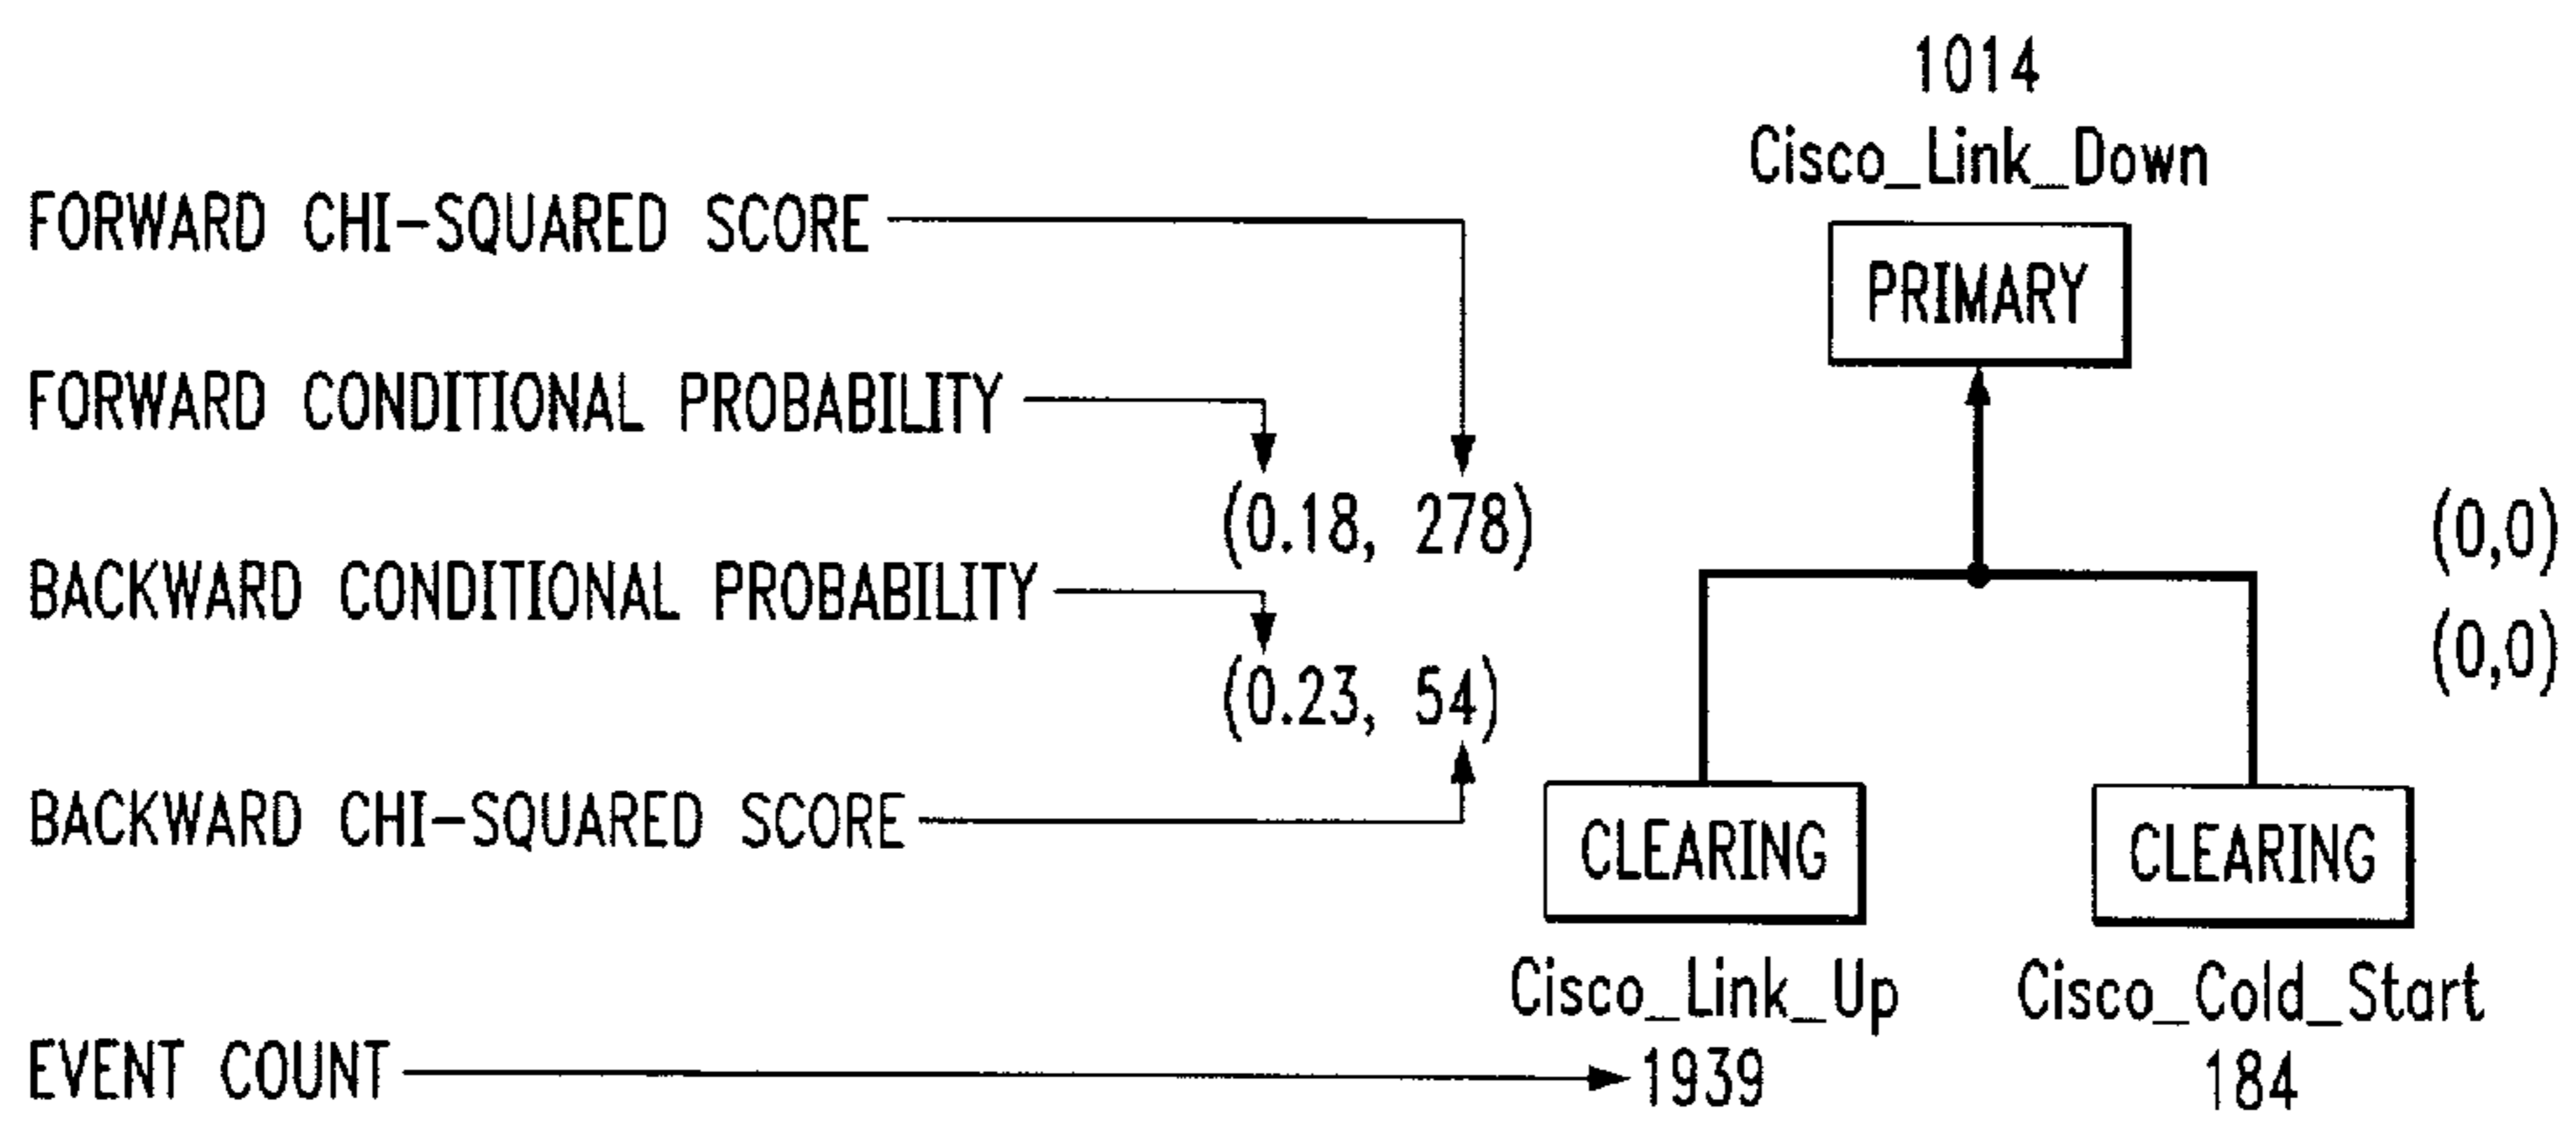 1014
Cisco_Link_Down
FORWARD CHI-SQUARED SCORE
PRIMARY
FORWARD CONDITIONAL PROBABILITY
(0.18, 278)
(0,0)
BACKWARD CONDITIONAL PROBABILITY
(0,0)
(0.23, 54)
BACKWARD CHI-SQUARED SCORE
CLEARING
CLEARING
Cisco_Link_Up
Cisco_Cold_Start
EVENT COUNT
1939
184